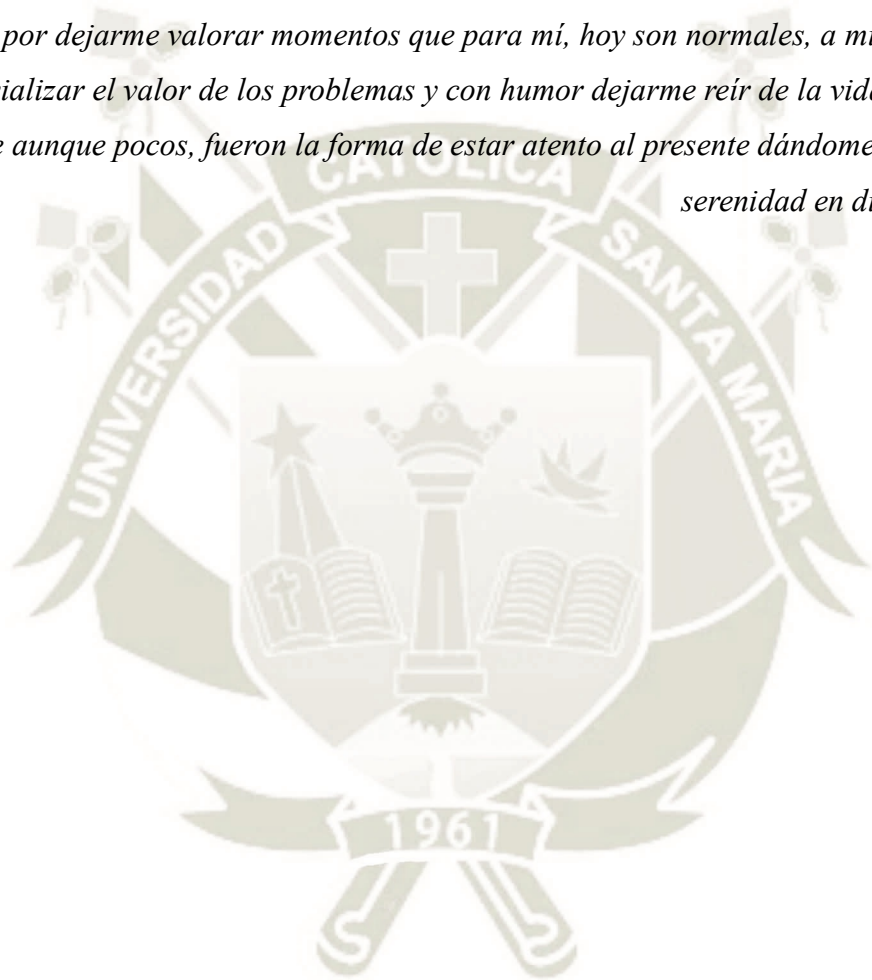 por dejarme valorar momentos que para mí, hoy son normales, a mi
ializar el valor de los problemas y con humor dejarme reír de la vida
aunque pocos, fueron la forma de estar atento al presente dándome
serenidad en
CATOLICA
UNIVERSIDAD
SANTA MARIA
1961